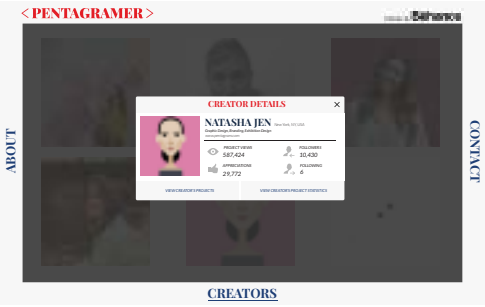 < PENTAGRAMER >
Behance
ABOUT
CONTACT
CREATOR DETAILS
×
NATASHA JEN New York, NY, USA
Graphic Design, Branding, Exhibition Design
PROJECT VIEWS
587,424
FOLLOWERS
10,430
APPRECIATIONS
29,772
FOLLOWING
6
VIEW CREATOR'S PROJECTS
VIEW CREATOR'S PROJECT STATISTICS
CREATORS